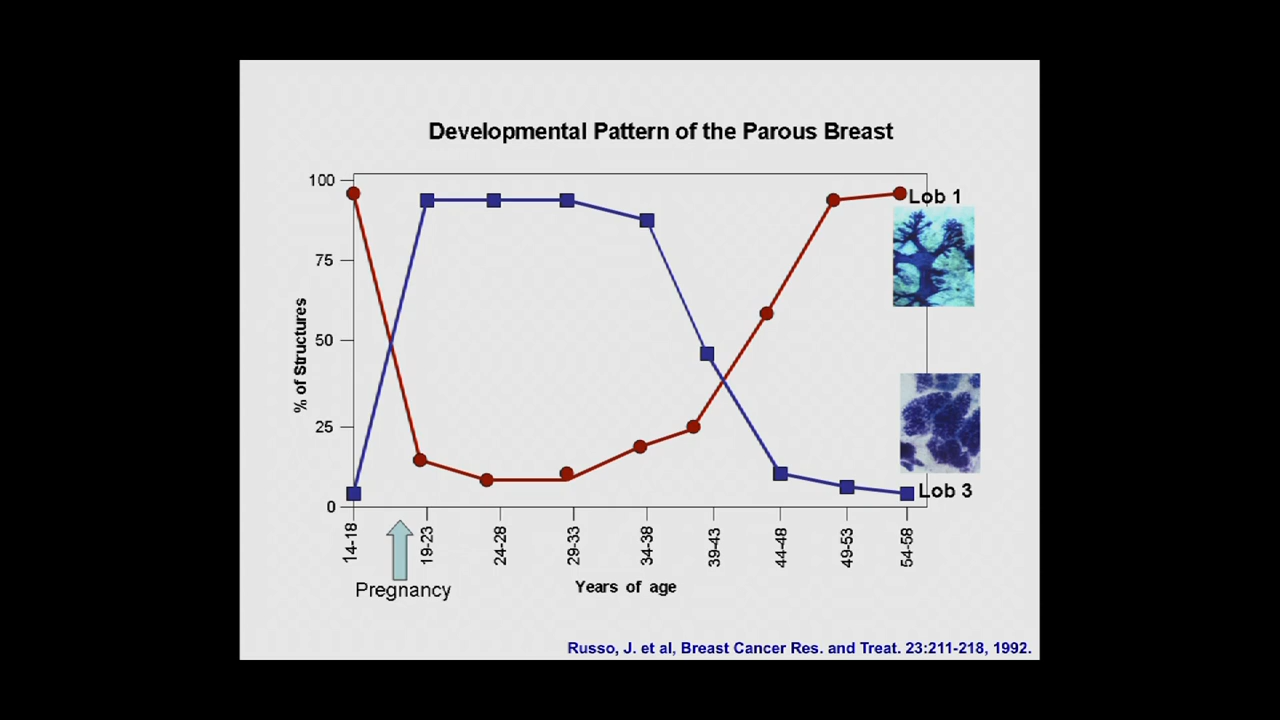 Developmental Pattern of the Parous Breast
100
75
50
25
0
% of Structures
Lob 1
Lob 3
14-18
19-23
24-28
29-33
34-38
39-43
44-48
49-53
54-58
Pregnancy
Years of age
Russo, J. et al, Breast Cancer Res. and Treat. 23:211-218, 1992.